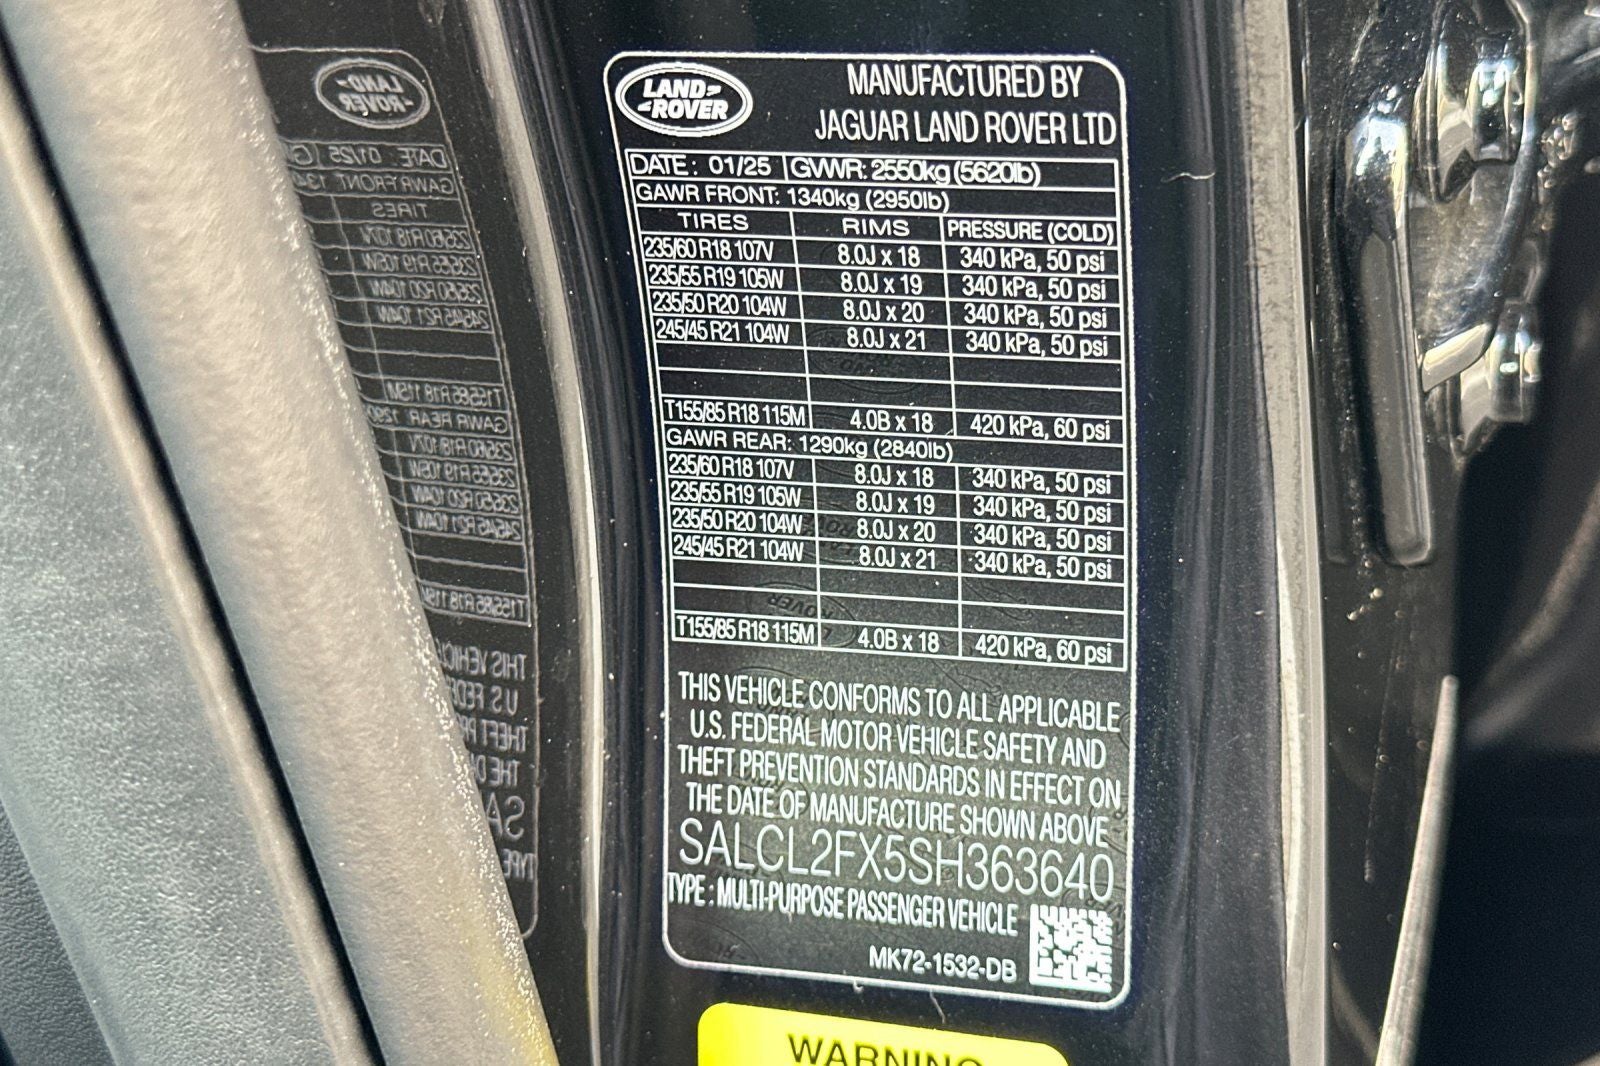 LAND ROVER
MANUFACTURED BY
JAGUAR LAND ROVER LTD
DATE: 01/25 GVWR: 2550kg (5620lb)
GAWR FRONT: 1340kg (2950lb)
TIRES RIMS PRESSURE (COLD)
235/60 R18 107V 8.0J x 18 340 kPa, 50 psi
235/55 R19 105W 8.0J x 19 340 kPa, 50 psi
235/50 R20 104W 8.0J x 20 340 kPa, 50 psi
245/45 R21 104W 8.0J x 21 340 kPa, 50 psi
T155/85 R18 115M 4.0B x 18 420 kPa, 60 psi
GAWR REAR: 1290kg (2840lb)
235/60 R18 107V 8.0J x 18 340 kPa, 50 psi
235/55 R19 105W 8.0J x 19 340 kPa, 50 psi
235/50 R20 104W 8.0J x 20 340 kPa, 50 psi
245/45 R21 104W 8.0J x 21 340 kPa, 50 psi
T155/85 R18 115M 4.0B x 18 420 kPa, 60 psi
THIS VEHICLE CONFORMS TO ALL APPLICABLE
U.S. FEDERAL MOTOR VEHICLE SAFETY AND
THEFT PREVENTION STANDARDS IN EFFECT ON
THE DATE OF MANUFACTURE SHOWN ABOVE
SALCL2FX5SH363640
TYPE : MULTI-PURPOSE PASSENGER VEHICLE
MK72-1532-DB
WARNING